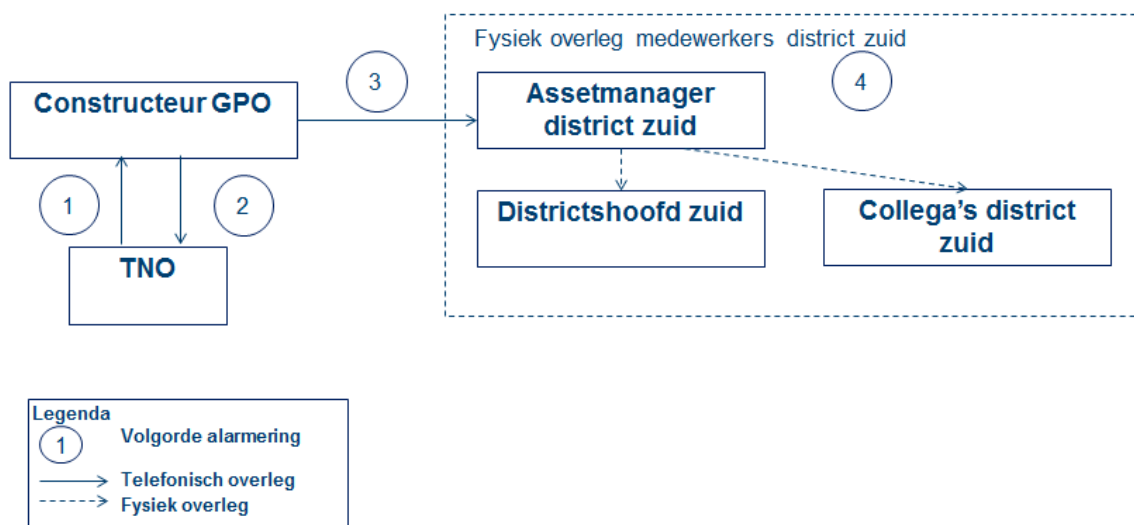 Fysiek overleg medewerkers district zuid
3
4
Constructeur GPO
Assetmanager
district zuid
1
2
Districtshoofd zuid
Collega's district
zuid
TNO
Legenda
1
Volgorde alarmering
Telefonisch overleg
Fysiek overleg